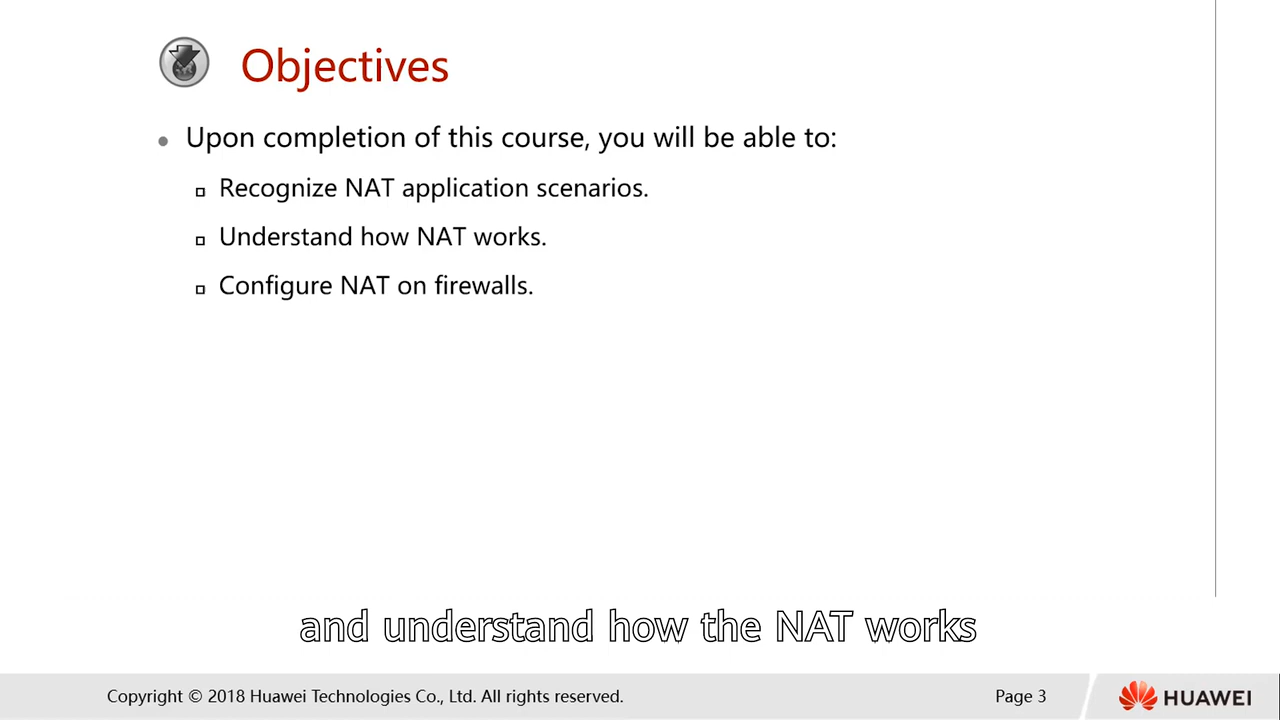 Objectives
Upon completion of this course, you will be able to:
Recognize NAT application scenarios.
Understand how NAT works.
Configure NAT on firewalls.
and understand how the NAT works
Copyright © 2018 Huawei Technologies Co., Ltd. All rights reserved.
Page 3
HUAWEI